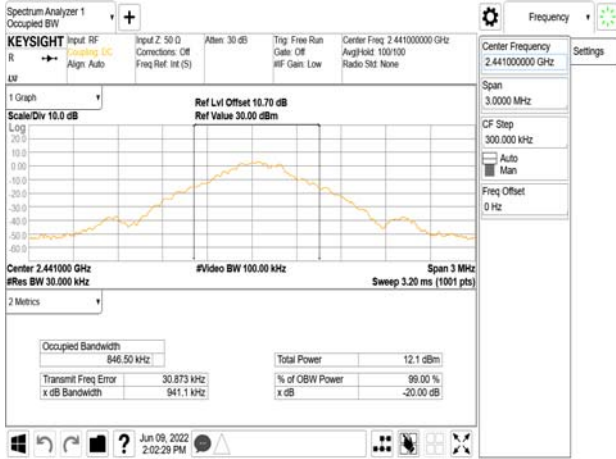 Spectrum Analyzer 1
Occupied BW
+
Frequency
KEYSIGHT Input: RF Input Z: 50 Ω Atten: 30 dB Trig: Free Run Center Freq: 2.441000000 GHz
R Coupling: DC Corrections: Off Gate: Off Avg|Hold: 100/100
Align: Auto Freq Ref: Int (S) #IF Gain: Low Radio Std: None
Center Frequency
2.441000000 GHz
Settings
Span
3.0000 MHz
CF Step
300.000 kHz
Auto
Man
Freq Offset
0 Hz
1 Graph
Scale/Div 10.0 dB
Ref Lvl Offset 10.70 dB
Ref Value 30.00 dBm
Log
20.0
10.0
0.00
-10.0
-20.0
-30.0
-40.0
-50.0
-60.0
Center 2.441000 GHz #Video BW 100.00 kHz Span 3 MHz
#Res BW 30.000 kHz Sweep 3.20 ms (1001 pts)
2 Metrics
Occupied Bandwidth
846.50 kHz
Total Power 12.1 dBm
Transmit Freq Error 30.873 kHz % of OBW Power 99.00 %
x dB Bandwidth 941.1 kHz x dB -20.00 dB
?
Jun 09, 2022
2:02:29 PM